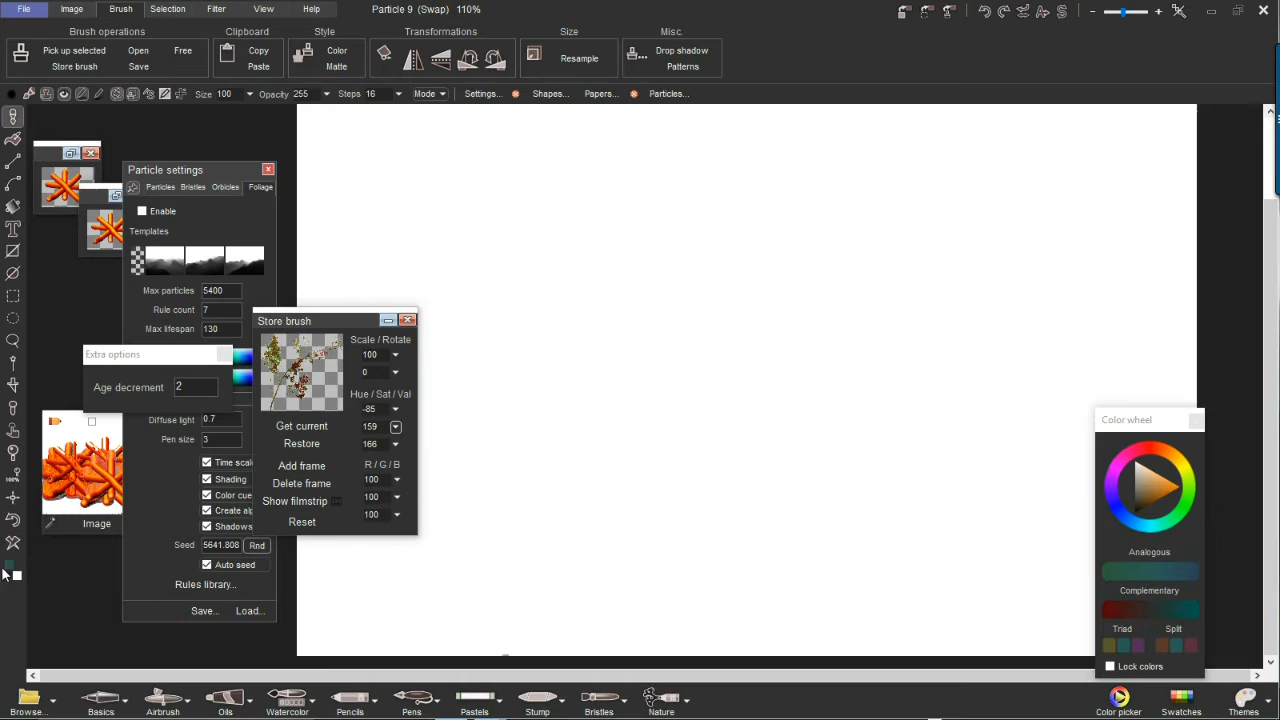 File Image Brush Selection Filter View Help Particle 9 (Swap) 110%
Brush operations Clipboard Style Transformations Size Misc.
Pick up selected Open Free Copy Color Resample Drop shadow
Store brush Save Paste Matte Patterns
Size 100 Opacity 255 Steps 16 Mode Settings... Shapes... Papers... Particles...
Particle settings
Particles Bristles Orbicles Foliage
Enable
Templates
Max particles 5400
Rule count 7
Max lifespan 130
Extra options
Age decrement 2
Diffuse light 0.7
Pen size 3
Time scal
Shading
Color cue
Create alp
Shadows
Seed 5641.808 Rnd
Auto seed
Rules library...
Save... Load...
Image
Store brush
Scale / Rotate
100
0
Hue / Sat / Val
-85
Get current 159
Restore 166
Add frame R / G / B
Delete frame 100
Show filmstrip 100
Reset 100
Color wheel
Analogous
Complementary
Triad Split
Lock colors
100%
Browse... Basics Airbrush Oils Watercolor Pencils Pens Pastels Stump Bristles Nature Color picker Swatches Themes